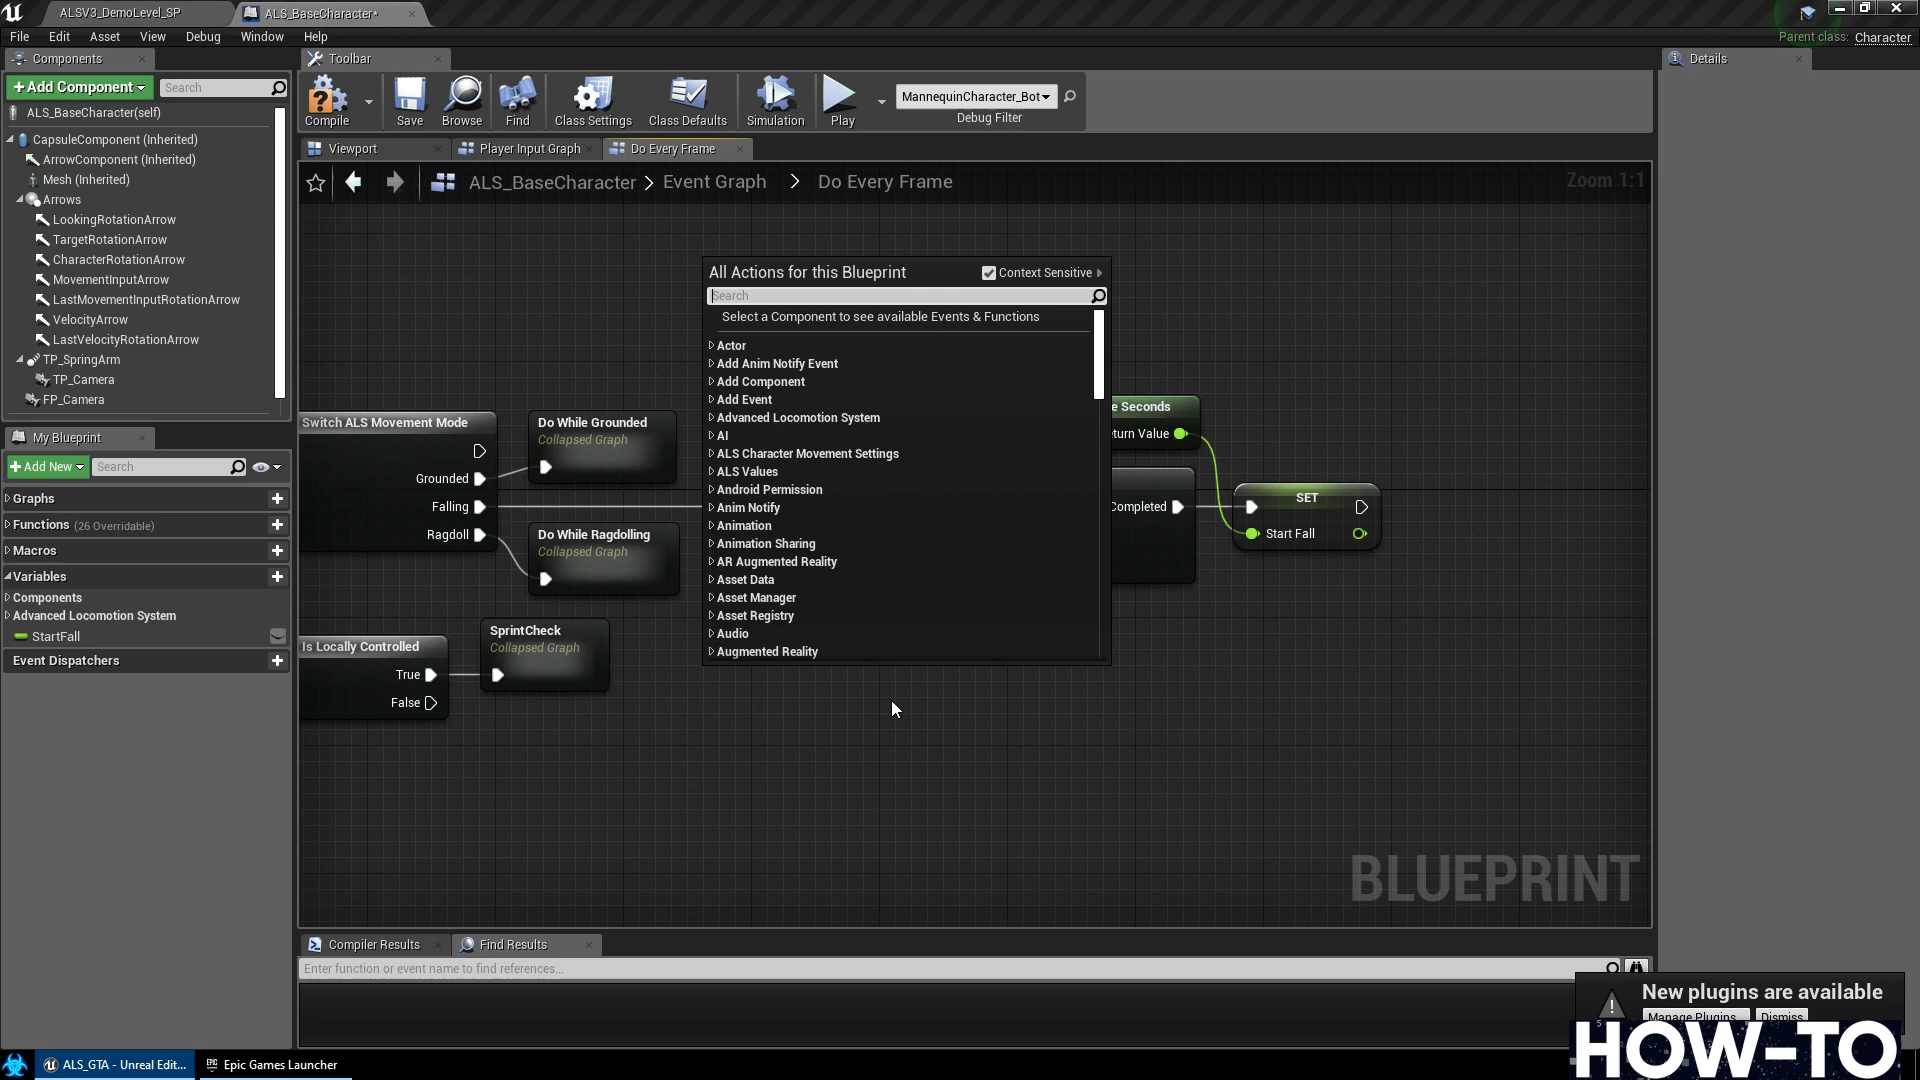 ALSV3_DemoLevel_SP
ALS_BaseCharacter*
File Edit Asset View Debug Window Help
Parent class: Character
Components
Toolbar
Details
+ Add Component
Search
ALS_BaseCharacter(self)
CapsuleComponent (Inherited)
ArrowComponent (Inherited)
Mesh (Inherited)
Arrows
LookingRotationArrow
TargetRotationArrow
CharacterRotationArrow
MovementInputArrow
LastMovementInputRotationArrow
VelocityArrow
LastVelocityRotationArrow
TP_SpringArm
TP_Camera
FP_Camera
Compile Save Browse Find Class Settings Class Defaults Simulation Play
MannequinCharacter_Bot
Debug Filter
Viewport
Player Input Graph
Do Every Frame
ALS_BaseCharacter > Event Graph > Do Every Frame
Zoom 1:1
My Blueprint
+ Add New
Search
Graphs
Functions (26 Overridable)
Macros
Variables
Components
Advanced Locomotion System
StartFall
Event Dispatchers
Switch ALS Movement Mode
Grounded
Falling
Ragdoll
Do While Grounded
Collapsed Graph
Do While Ragdolling
Collapsed Graph
Is Locally Controlled
True
False
SprintCheck
Collapsed Graph
All Actions for this Blueprint
Context Sensitive
Search
Select a Component to see available Events & Functions
Actor
Add Anim Notify Event
Add Component
Add Event
Advanced Locomotion System
AI
ALS Character Movement Settings
ALS Values
Android Permission
Anim Notify
Animation
Animation Sharing
AR Augmented Reality
Asset Data
Asset Manager
Asset Registry
Audio
Augmented Reality
e Seconds
turn Value
Completed
SET
Start Fall
BLUEPRINT
Compiler Results
Find Results
Enter function or event name to find references...
New plugins are available
Manage Plugins... Dismiss
HOW-TO
ALS_GTA - Unreal Edit...
Epic Games Launcher